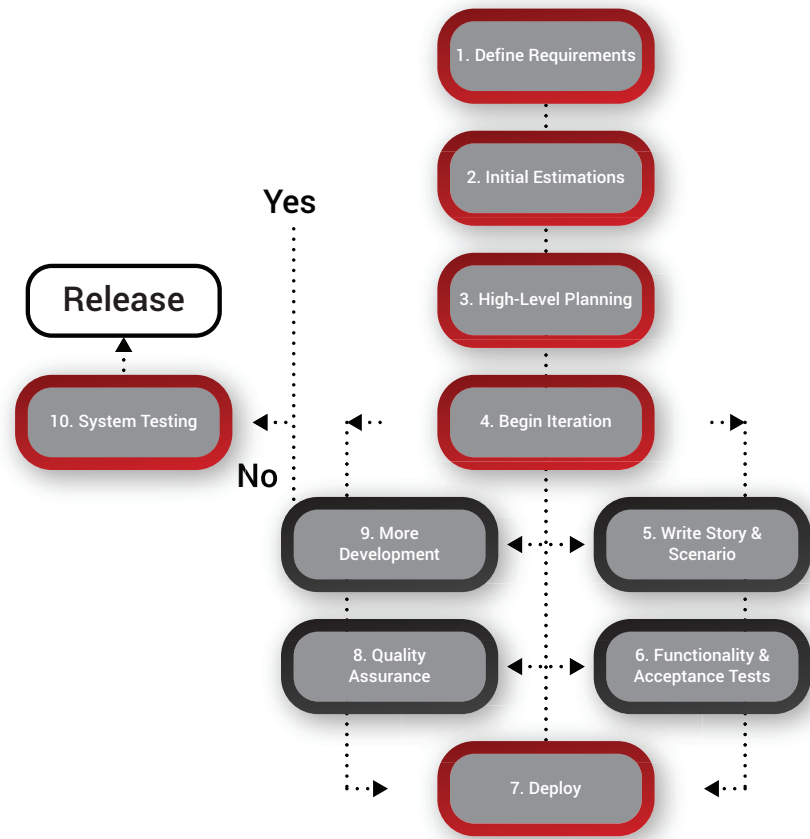 1. Define Requirements
2. Initial Estimations
Yes
3. High-Level Planning
Release
10. System Testing
4. Begin Iteration
No
9. More
Development
5. Write Story &
Scenario
8. Quality
Assurance
6. Functionality &
Acceptance Tests
7. Deploy